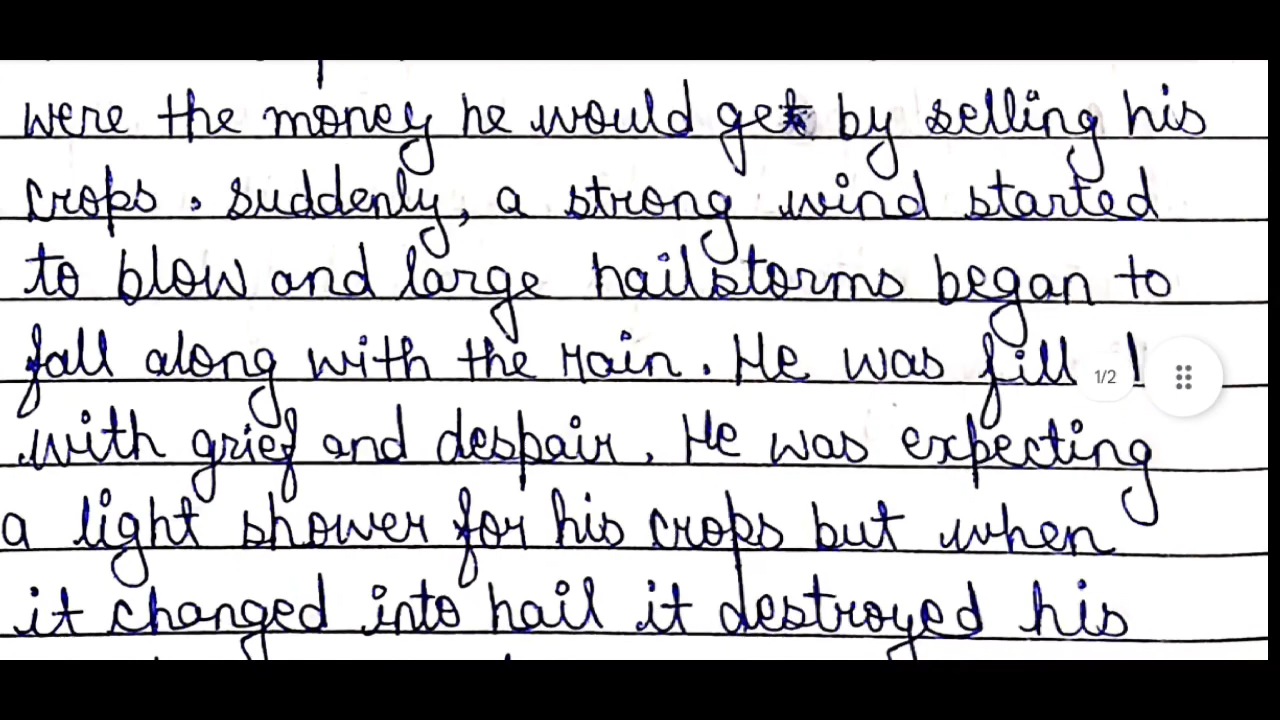 were the money he would get by selling his
crops. suddenly, a strong wind started
to blow and large hailstorms began to
fall along with the rain. He was fill
1/2
with grief and despair. He was expecting
a light shower for his crops but when
it changed into hail it destroyed his